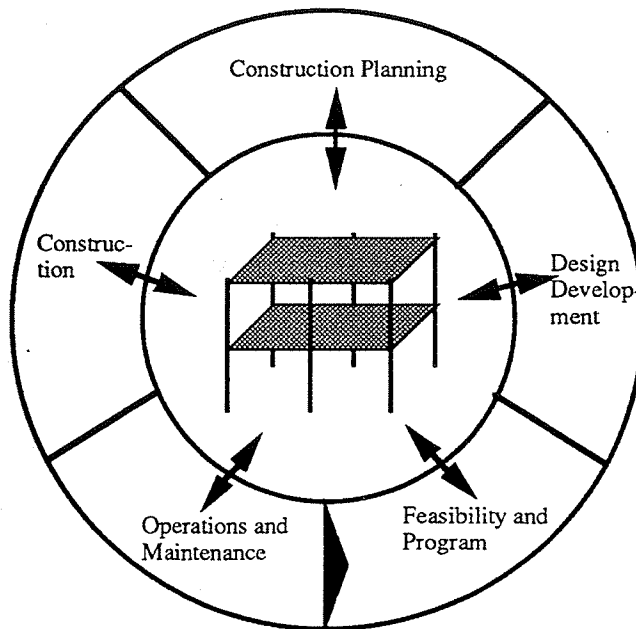 Construction Planning
Construc-
tion
Design
Develop-
ment
Operations and
Maintenance
Feasibility and
Program